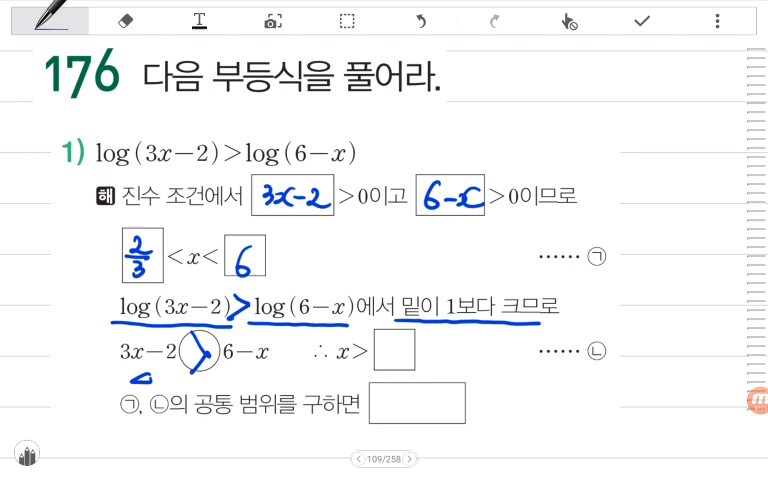 T
176 다음 부등식을 풀어라.
1) log(3x-2)>log(6-x)
해 진수 조건에서 3x-2 >0이고 6-x >0이므로
2/3 <x< 6 …… ㉠
log(3x-2)>log(6-x)에서 밑이 1보다 크므로
3x-2 > 6-x ∴ x> …… ㉡
㉠, ㉡의 공통 범위를 구하면
109/258